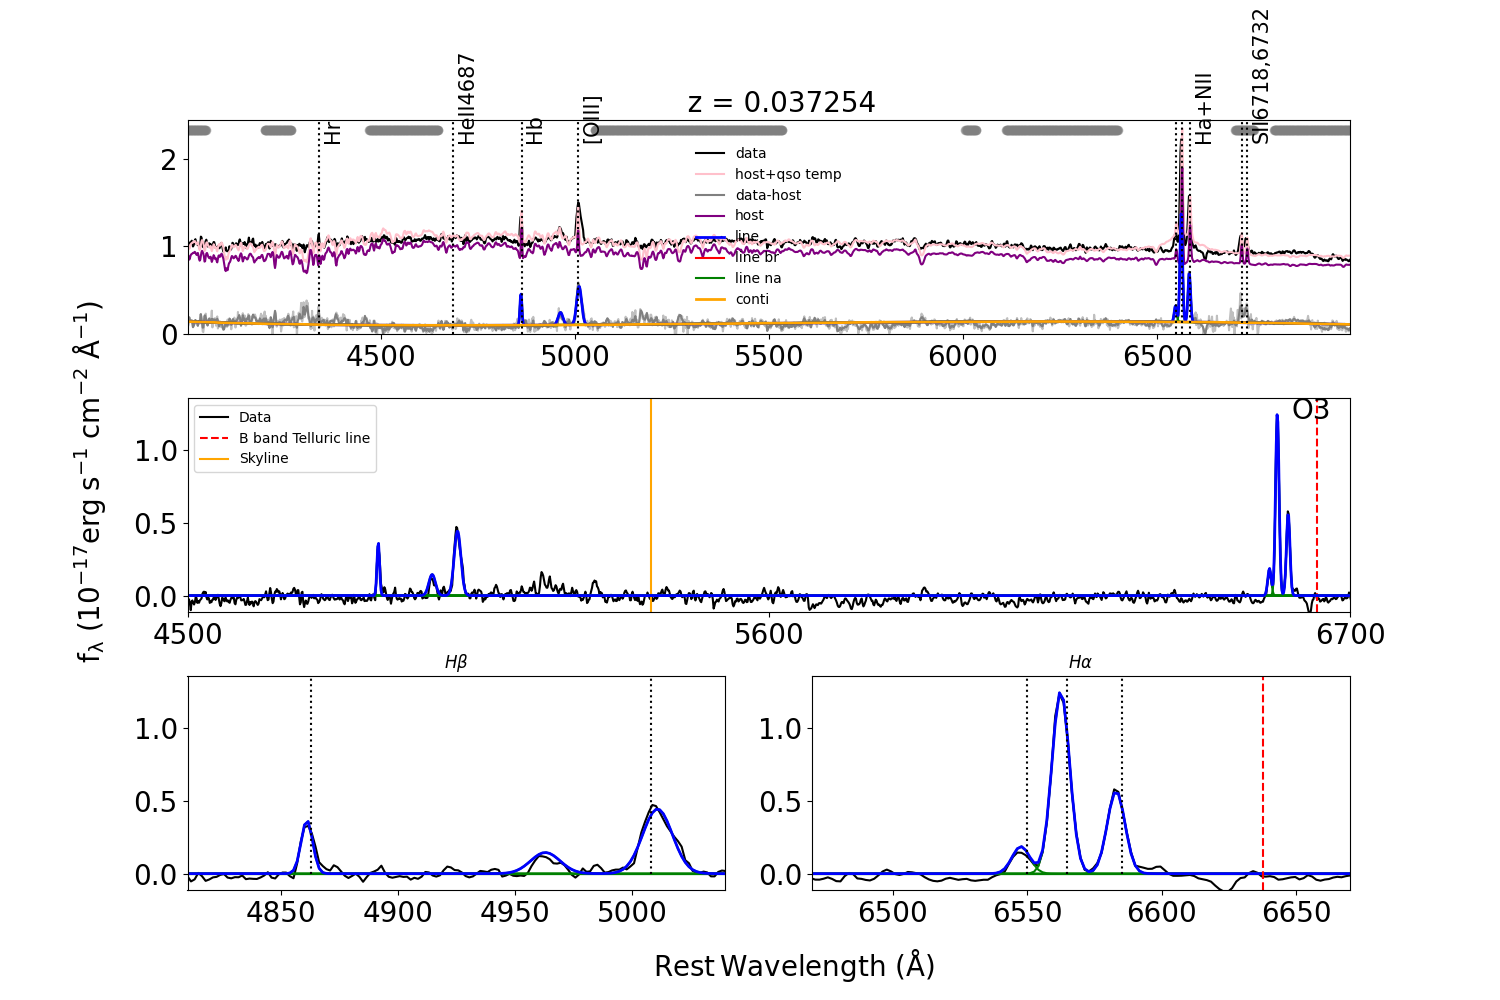 z = 0.037254
Hr
HeII4687
Hb
[OIII]
Ha+NII
SII6718,6732
data
host+qso temp
data-host
host
line
line br
line na
conti
2
1
0
4500 5000 5500 6000 6500
fλ (10⁻¹⁷erg s⁻¹ cm⁻² Å⁻¹)
Data
B band Telluric line
Skyline
O3
1.0
0.5
0.0
4500 5600 6700
Hβ
1.0
0.5
0.0
4850 4900 4950 5000
Hα
1.0
0.5
0.0
6500 6550 6600 6650
Rest Wavelength (Å)